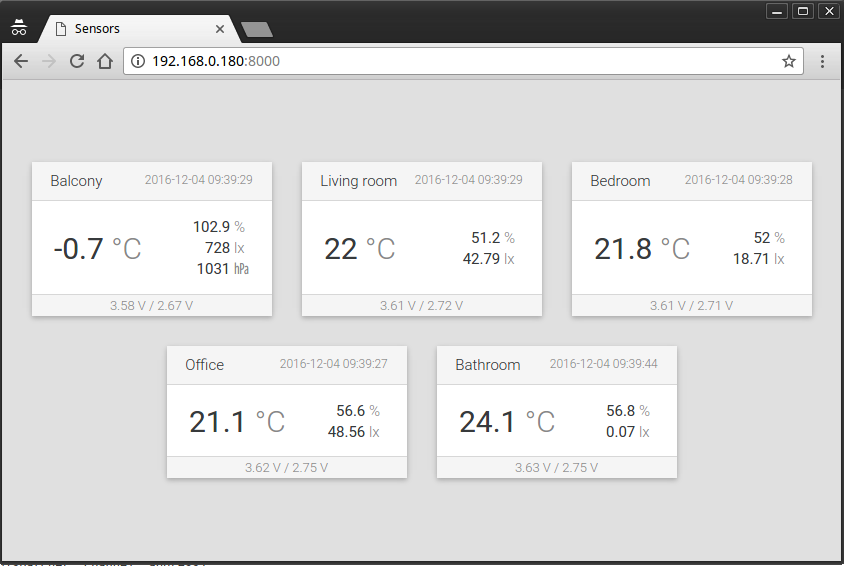 Sensors
192.168.0.180:8000
Balcony 2016-12-04 09:39:29
-0.7 °C
102.9 %
728 lx
1031 hPa
3.58 V / 2.67 V
Living room 2016-12-04 09:39:29
22 °C
51.2 %
42.79 lx
3.61 V / 2.72 V
Bedroom 2016-12-04 09:39:28
21.8 °C
52 %
18.71 lx
3.61 V / 2.71 V
Office 2016-12-04 09:39:27
21.1 °C
56.6 %
48.56 lx
3.62 V / 2.75 V
Bathroom 2016-12-04 09:39:44
24.1 °C
56.8 %
0.07 lx
3.63 V / 2.75 V